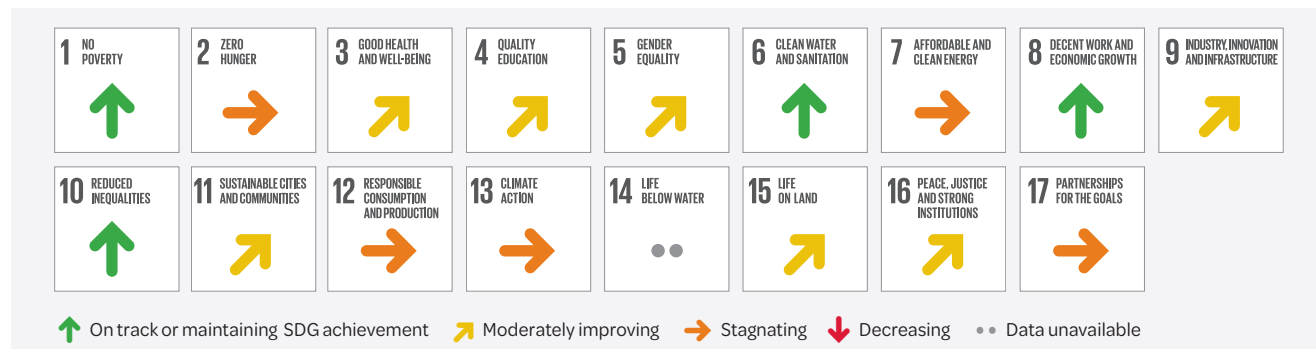 1 NO
POVERTY
2 ZERO
HUNGER
3 GOOD HEALTH
AND WELL-BEING
4 QUALITY
EDUCATION
5 GENDER
EQUALITY
6 CLEAN WATER
AND SANITATION
7 AFFORDABLE AND
CLEAN ENERGY
8 DECENT WORK AND
ECONOMIC GROWTH
9 INDUSTRY, INNOVATION
AND INFRASTRUCTURE
10 REDUCED
INEQUALITIES
11 SUSTAINABLE CITIES
AND COMMUNITIES
12 RESPONSIBLE
CONSUMPTION
AND PRODUCTION
13 CLIMATE
ACTION
14 LIFE
BELOW WATER
15 LIFE
ON LAND
16 PEACE, JUSTICE
AND STRONG
INSTITUTIONS
17 PARTNERSHIPS
FOR THE GOALS
On track or maintaining SDG achievement Moderately improving Stagnating Decreasing Data unavailable